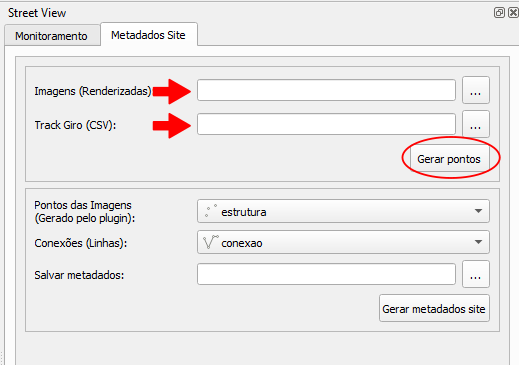 Street View
Monitoramento
Metadados Site
Imagens (Renderizadas)
...
Track Giro (CSV):
...
Gerar pontos
Pontos das Imagens
(Gerado pelo plugin):
estrutura
Conexões (Linhas):
conexao
Salvar metadados:
...
Gerar metadados site